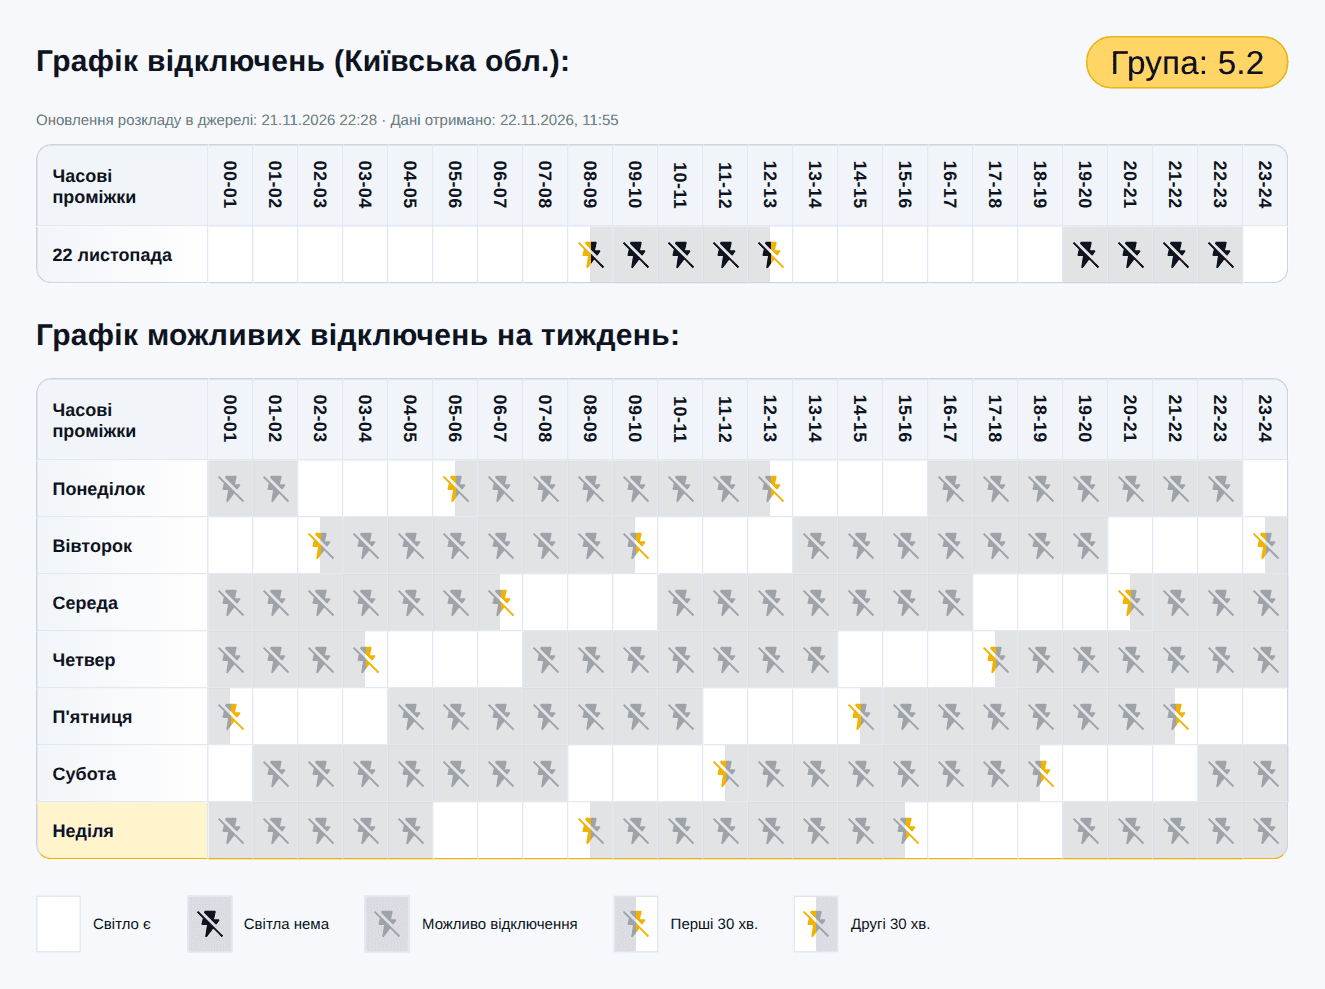 Графік відключень (Київська обл.):
Група: 5.2
Оновлення розкладу в джерелі: 21.11.2026 22:28 · Дані отримано: 22.11.2026, 11:55
Часові проміжки 00-01 01-02 02-03 03-04 04-05 05-06 06-07 07-08 08-09 09-10 10-11 11-12 12-13 13-14 14-15 15-16 16-17 17-18 18-19 19-20 20-21 21-22 22-23 23-24
22 листопада
Графік можливих відключень на тиждень:
Часові проміжки 00-01 01-02 02-03 03-04 04-05 05-06 06-07 07-08 08-09 09-10 10-11 11-12 12-13 13-14 14-15 15-16 16-17 17-18 18-19 19-20 20-21 21-22 22-23 23-24
Понеділок
Вівторок
Середа
Четвер
П'ятниця
Субота
Неділя
Світло є Світла нема Можливо відключення Перші 30 хв. Другі 30 хв.